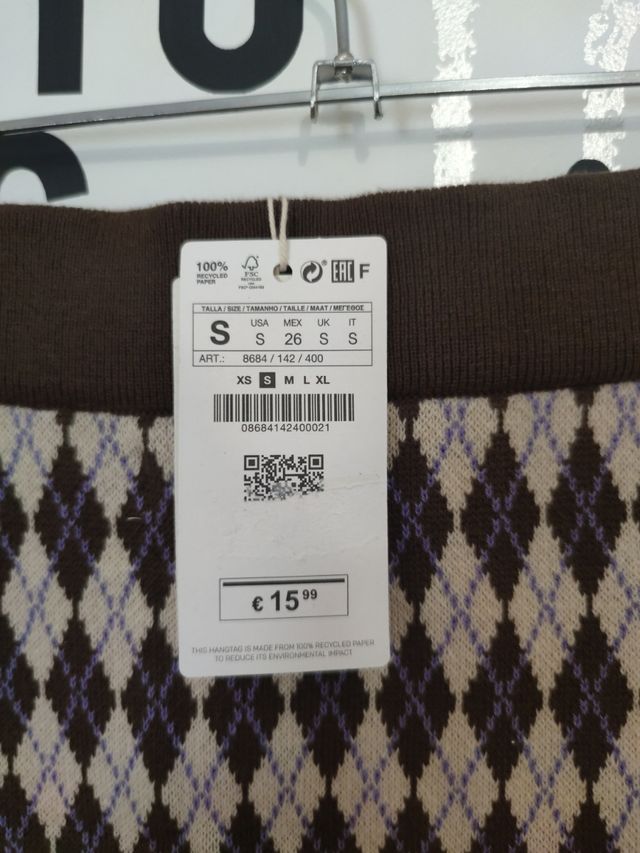 100%
RECYCLED
PAPER
FSC
EAC F
TALLA / SIZE / TAMANHO / TAILLE / MAAT / ΜΕΓΕΘΟΣ
S
USA MEX UK IT
S 26 S S
ART.: 8684 / 142 / 400
XS S M L XL
08684142400021
€ 15 99
THIS HANGTAG IS MADE FROM 100% RECYCLED PAPER
TO REDUCE ITS ENVIRONMENTAL IMPACT